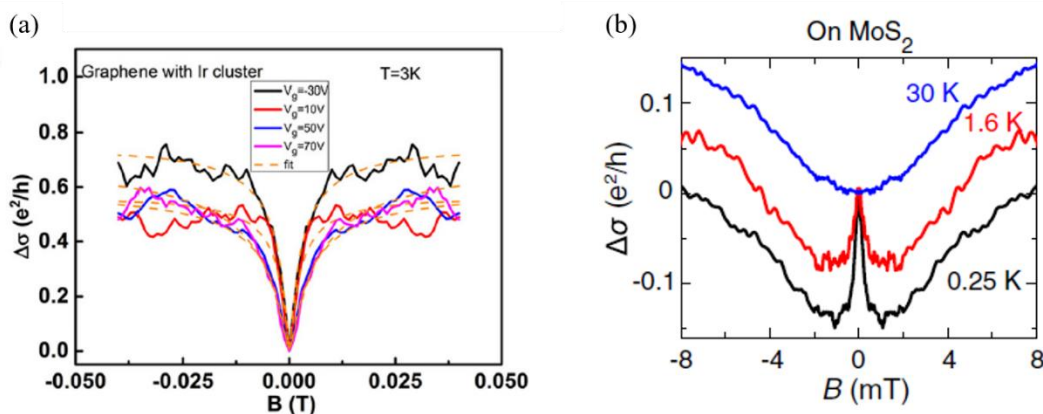 (a)
Graphene with Ir cluster
T=3K
V_g=-30V
V_g=10V
V_g=50V
V_g=70V
fit
Δσ (e²/h)
1.0
0.8
0.6
0.4
0.2
0.0
-0.050
-0.025
0.000
0.025
0.050
B (T)
(b)
On MoS₂
30 K
1.6 K
0.25 K
Δσ (e²/h)
0.1
0
-0.1
-8
-4
0
4
8
B (mT)